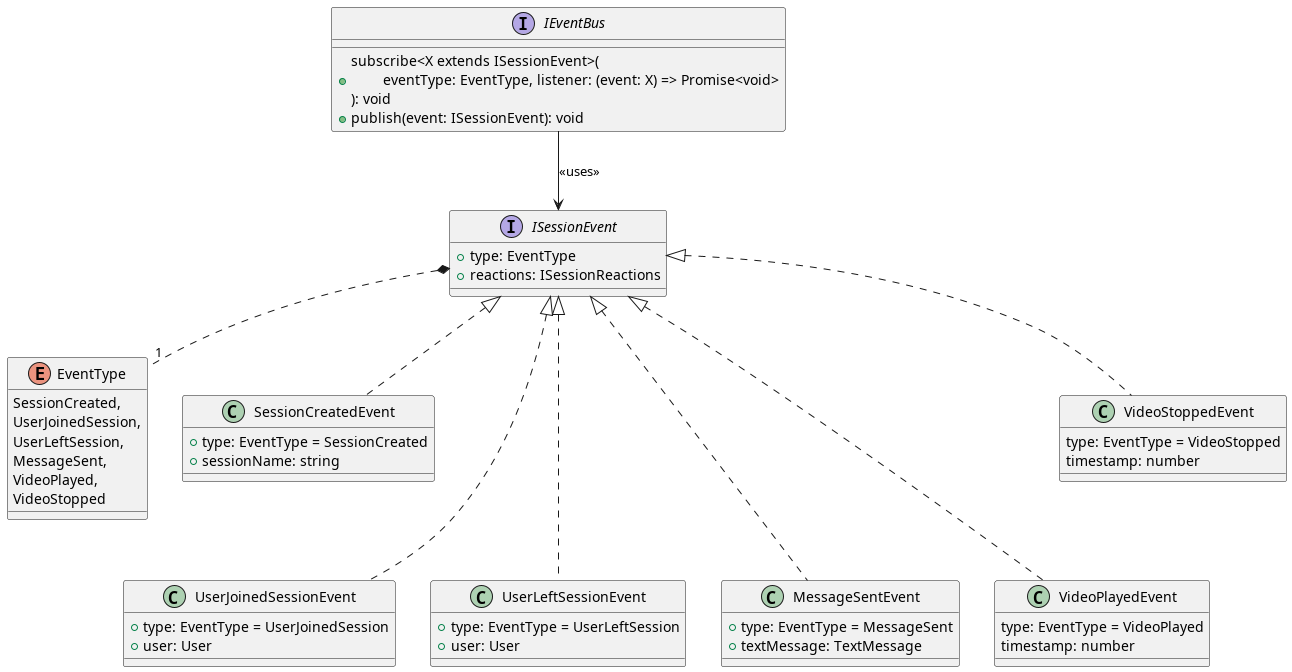 I IEventBus
subscribe<X extends ISessionEvent>(
eventType: EventType, listener: (event: X) => Promise<void>
): void
publish(event: ISessionEvent): void
«uses»
I ISessionEvent
type: EventType
reactions: ISessionReactions
1
E EventType
SessionCreated,
UserJoinedSession,
UserLeftSession,
MessageSent,
VideoPlayed,
VideoStopped
C SessionCreatedEvent
type: EventType = SessionCreated
sessionName: string
C VideoStoppedEvent
type: EventType = VideoStopped
timestamp: number
C UserJoinedSessionEvent
type: EventType = UserJoinedSession
user: User
C UserLeftSessionEvent
type: EventType = UserLeftSession
user: User
C MessageSentEvent
type: EventType = MessageSent
textMessage: TextMessage
C VideoPlayedEvent
type: EventType = VideoPlayed
timestamp: number